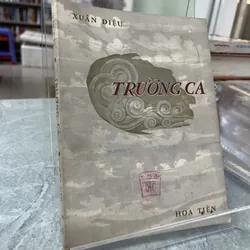 XUÂN DIỆU
TRƯỜNG CA
HOA TIÊN